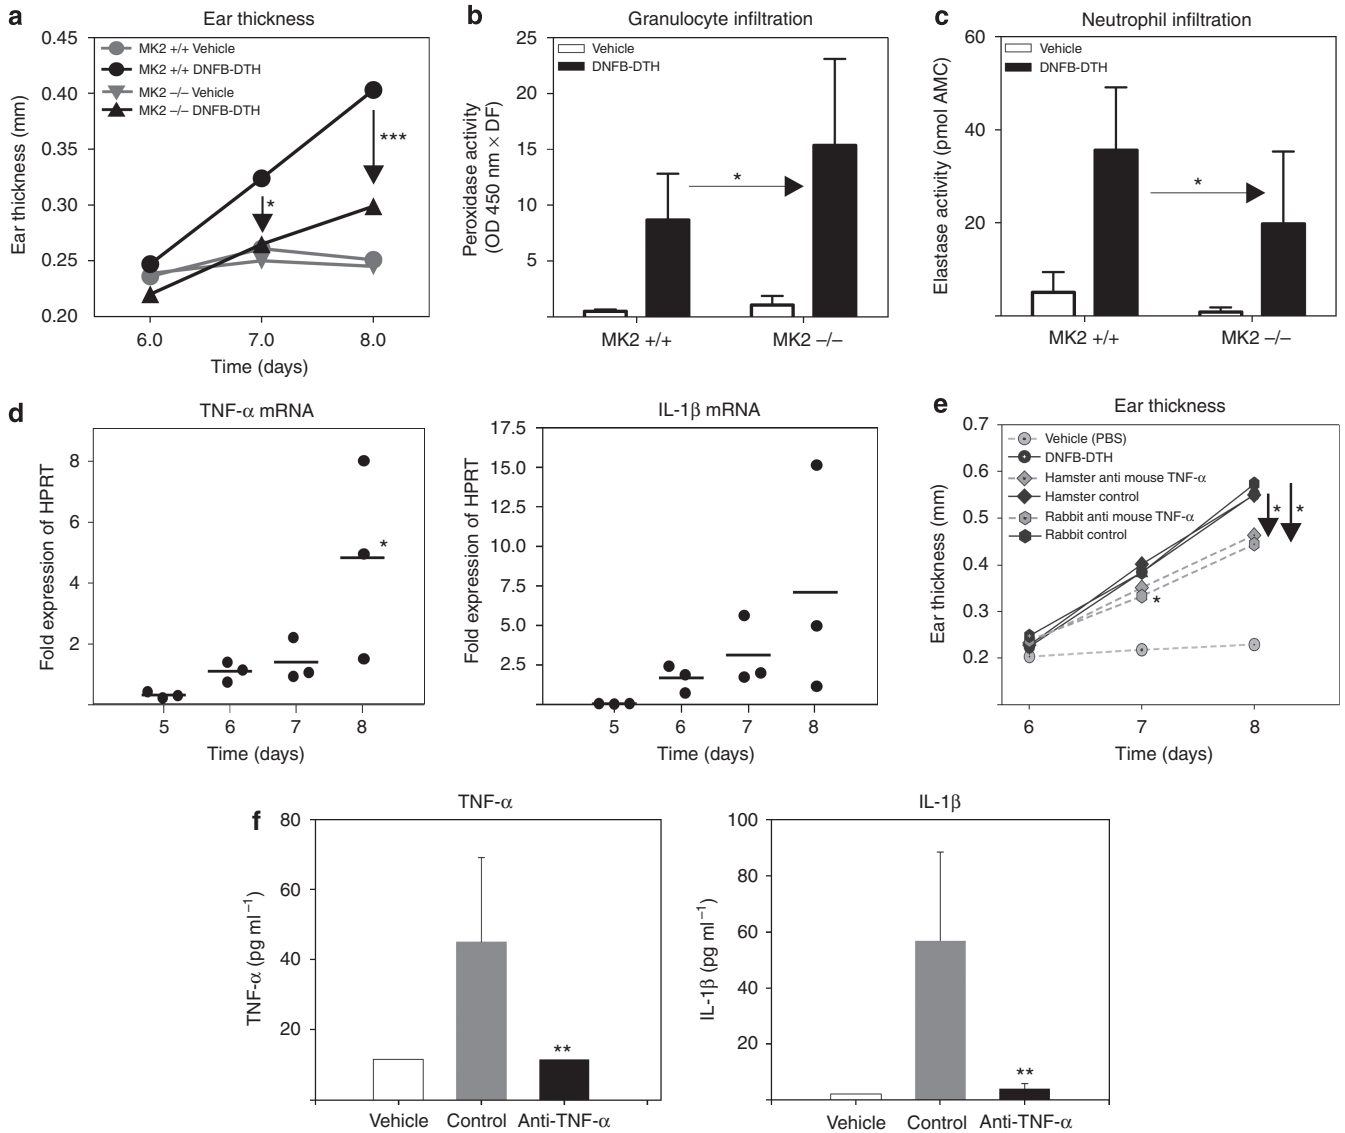 a
Ear thickness
0.45
0.40
0.35
0.30
0.25
0.20
Ear thickness (mm)
MK2 +/+ Vehicle
MK2 +/+ DNFB-DTH
MK2 –/– Vehicle
MK2 –/– DNFB-DTH
***
*
6.0 7.0 8.0
Time (days)
b
Granulocyte infiltration
25
20
15
10
5
Peroxidase activity
(OD 450 nm × DF)
Vehicle
DNFB-DTH
*
MK2 +/+ MK2 –/–
c
Neutrophil infiltration
60
40
20
Elastase activity (pmol AMC)
Vehicle
DNFB-DTH
*
MK2 +/+ MK2 –/–
d
TNF-α mRNA
8
6
4
2
Fold expression of HPRT
*
5 6 7 8
Time (days)
IL-1β mRNA
17.5
15.0
12.5
10.0
7.5
5.0
2.5
Fold expression of HPRT
5 6 7 8
Time (days)
e
Ear thickness
0.7
0.6
0.5
0.4
0.3
0.2
Ear thickness (mm)
Vehicle (PBS)
DNFB-DTH
Hamster anti mouse TNF-α
Hamster control
Rabbit anti mouse TNF-α
Rabbit control
* *
*
6 7 8
Time (days)
f
TNF-α
80
60
40
20
TNF-α (pg ml⁻¹)
**
Vehicle Control Anti-TNF-α
IL-1β
100
80
60
40
20
IL-1β (pg ml⁻¹)
**
Vehicle Control Anti-TNF-α